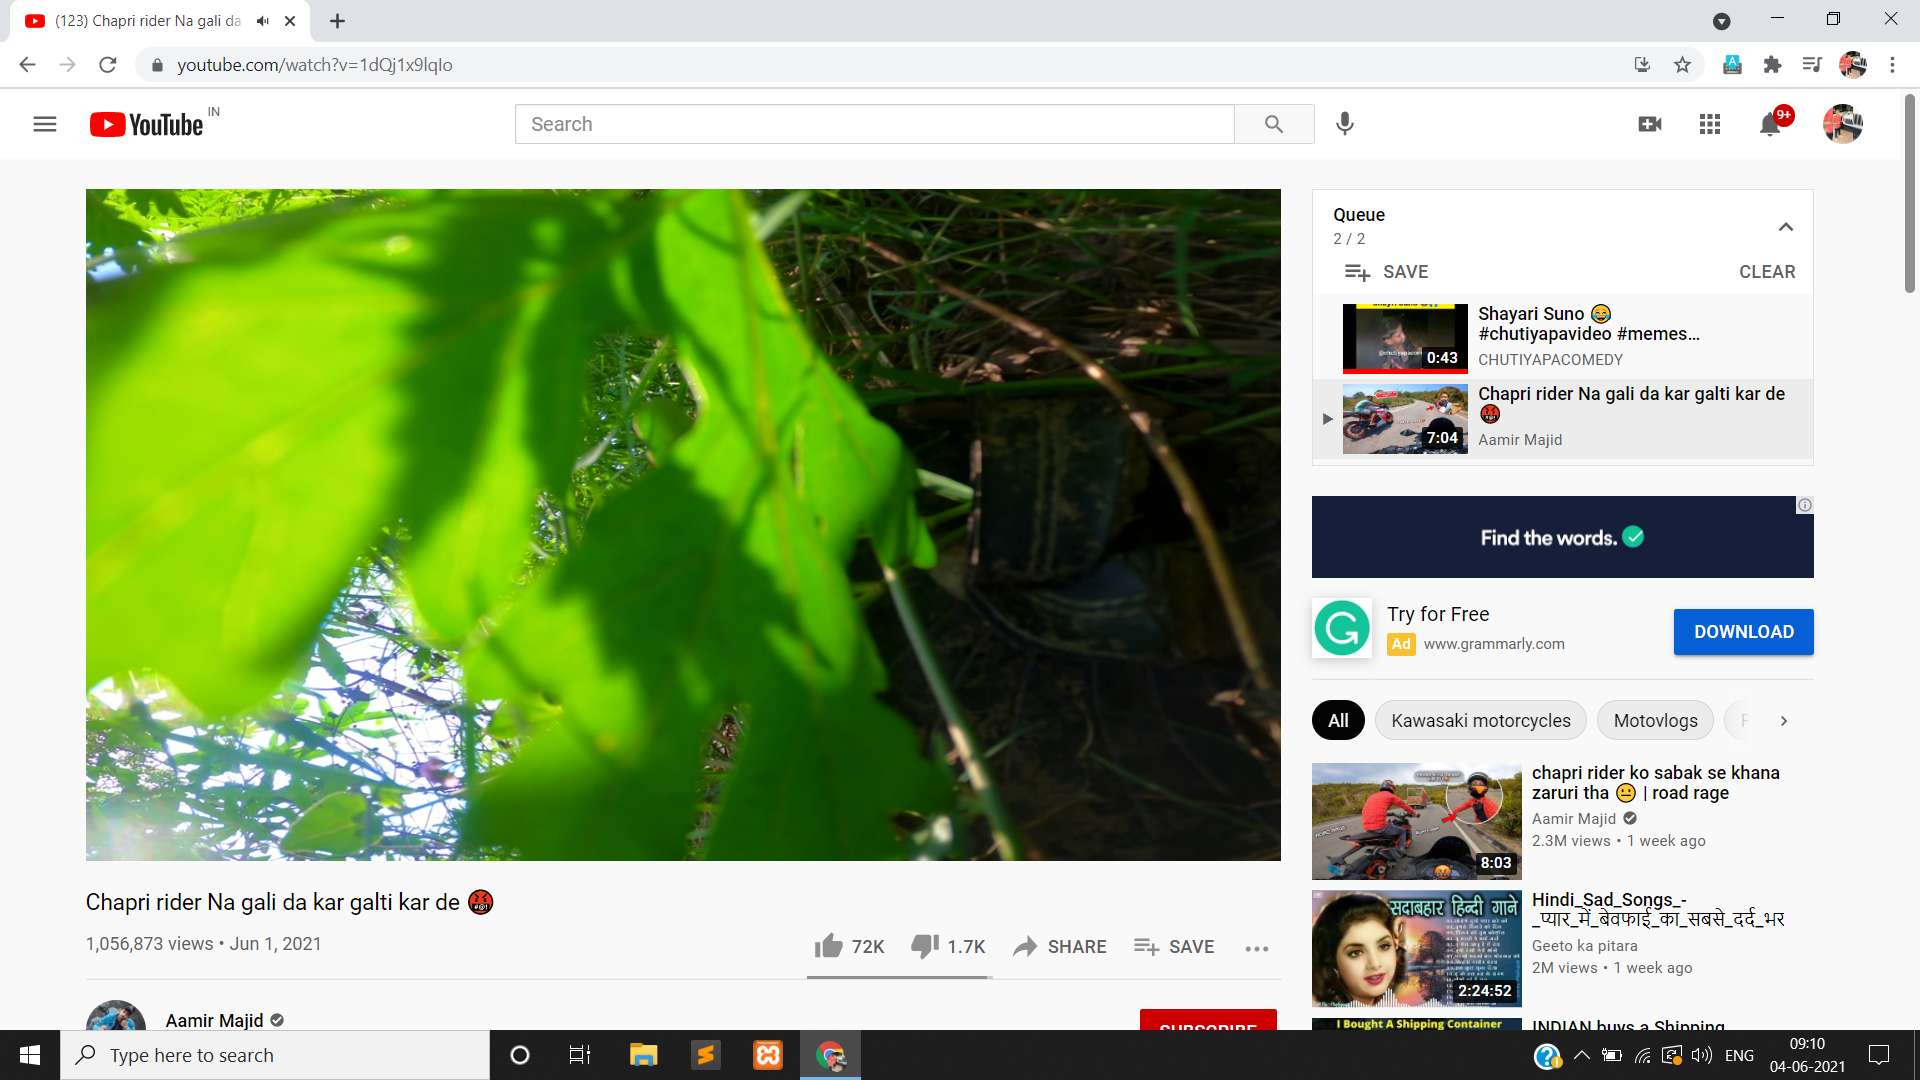 (123) Chapri rider Na gali da
youtube.com/watch?v=1dQj1x9lqIo
YouTube IN
Search
9+
Queue
2 / 2
SAVE
CLEAR
0:43
Shayari Suno 😂
#chutiyapavideo #memes...
CHUTIYAPACOMEDY
7:04
Chapri rider Na gali da kar galti kar de
🤬
Aamir Majid
Find the words.
Try for Free
Ad www.grammarly.com
DOWNLOAD
All
Kawasaki motorcycles
Motovlogs
8:03
chapri rider ko sabak se khana
zaruri tha 😐 | road rage
Aamir Majid
2.3M views • 1 week ago
सदाबहार हिन्दी गाने
2:24:52
Hindi_Sad_Songs_-
_प्यार_में_बेवफाई_का_सबसे_दर्द_भर
Geeto ka pitara
2M views • 1 week ago
I Bought A Shipping Container
INDIAN buys a Shipping
Chapri rider Na gali da kar galti kar de 🤬
1,056,873 views • Jun 1, 2021
72K
1.7K
SHARE
SAVE
Aamir Majid
SUBSCRIBE
Type here to search
ENG
09:10
04-06-2021